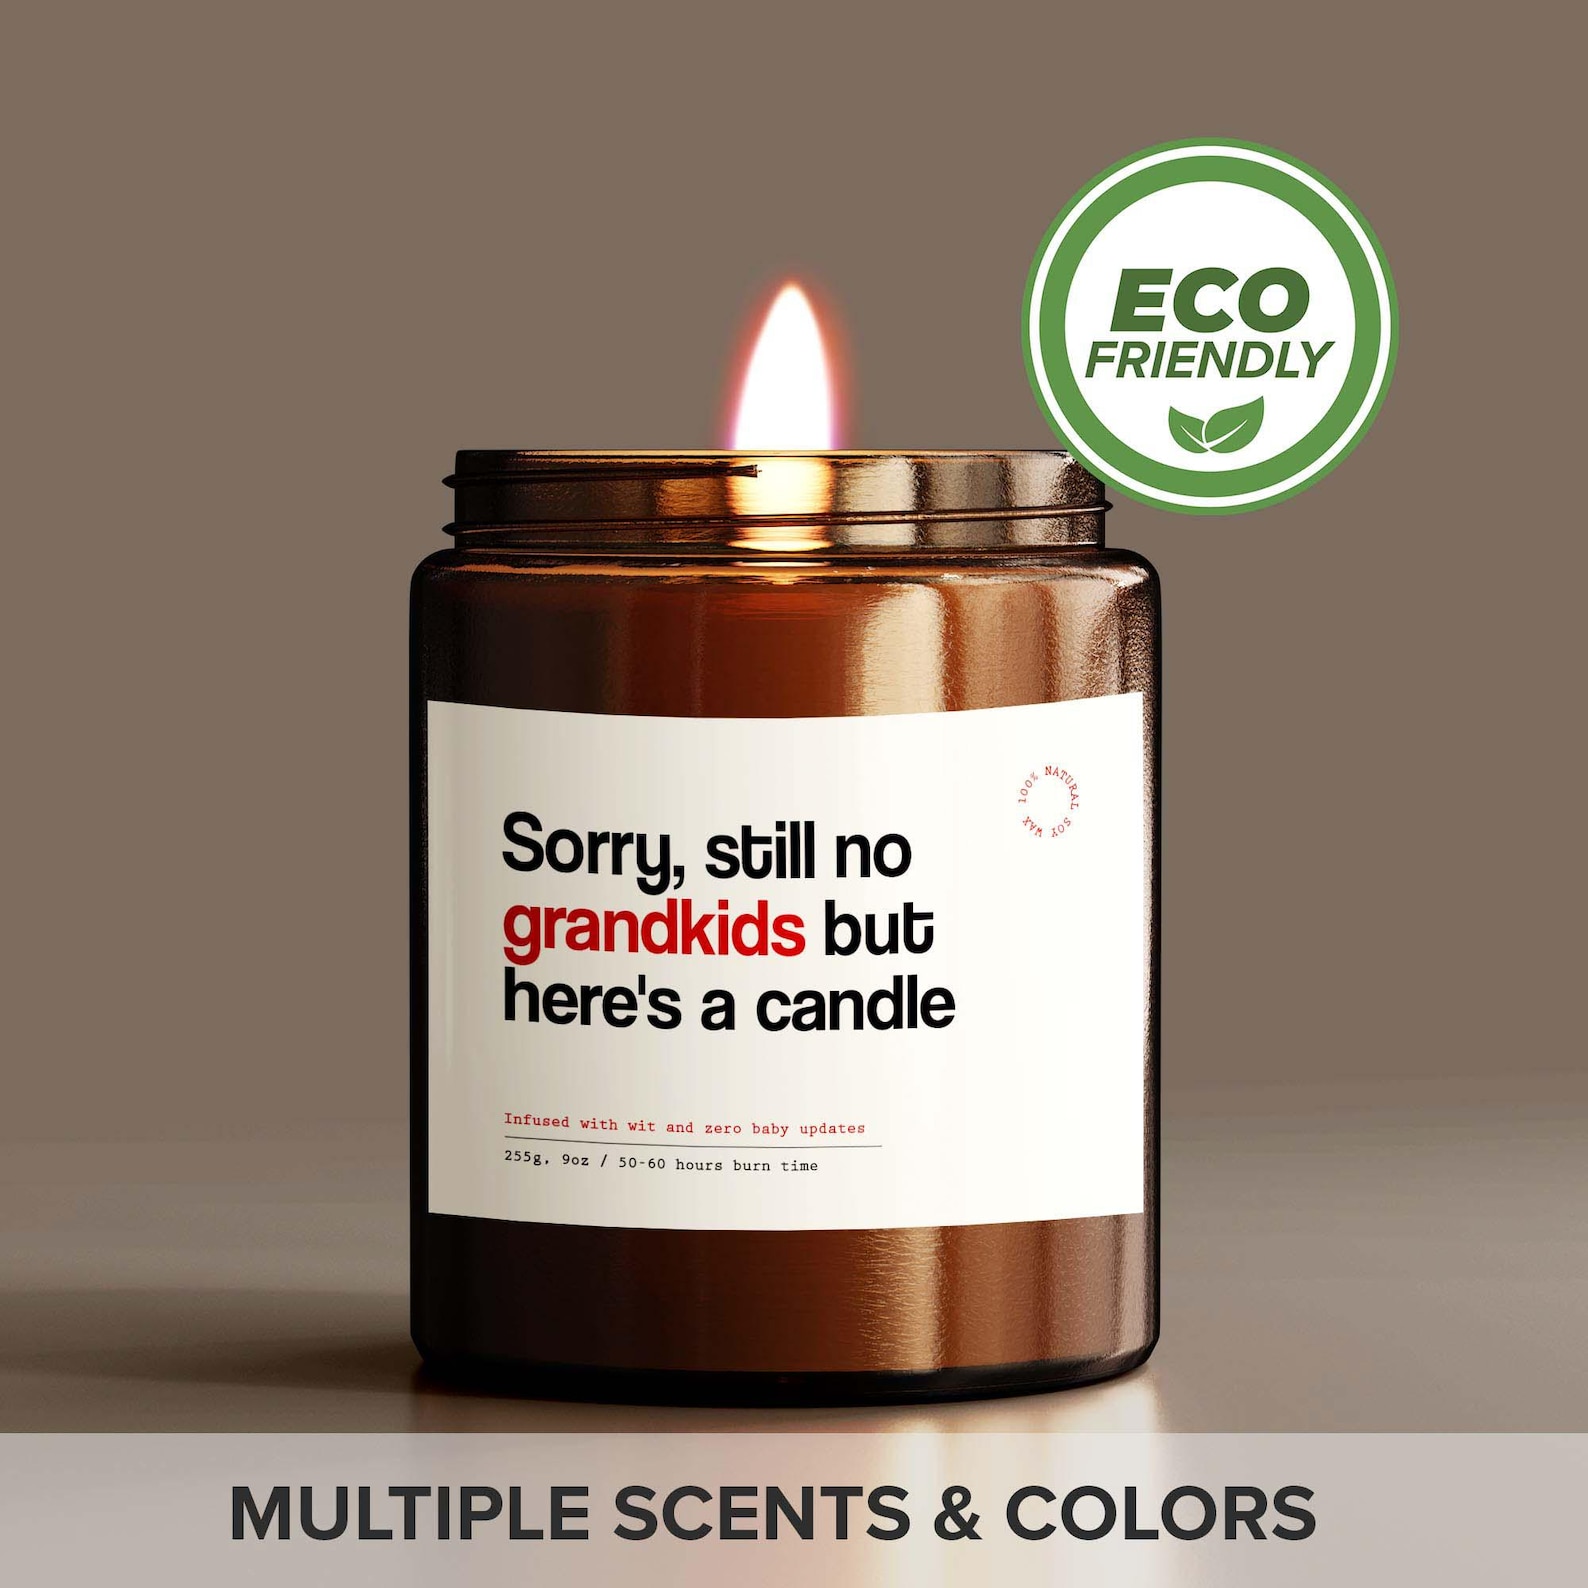 ECO
FRIENDLY
100% NATURAL SOY WAX
Sorry, still no
grandkids but
here's a candle
Infused with wit and zero baby updates
255g, 9oz / 50-60 hours burn time
MULTIPLE SCENTS & COLORS